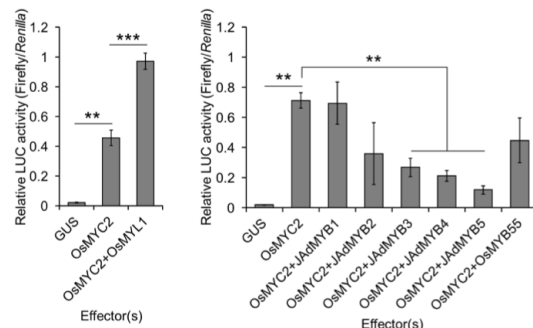 Relative LUC activity (Firefly/Renilla)
1.2
1
0.8
0.6
0.4
0.2
0
**
***
GUS
OsMYC2
OsMYC2+OsMYL1
Effector(s)
Relative LUC activity (Firefly/Renilla)
1.2
1
0.8
0.6
0.4
0.2
0
**
**
GUS
OsMYC2
OsMYC2+JAdMYB1
OsMYC2+JAdMYB2
OsMYC2+JAdMYB3
OsMYC2+JAdMYB4
OsMYC2+JAdMYB5
OsMYC2+OsMYB55
Effector(s)